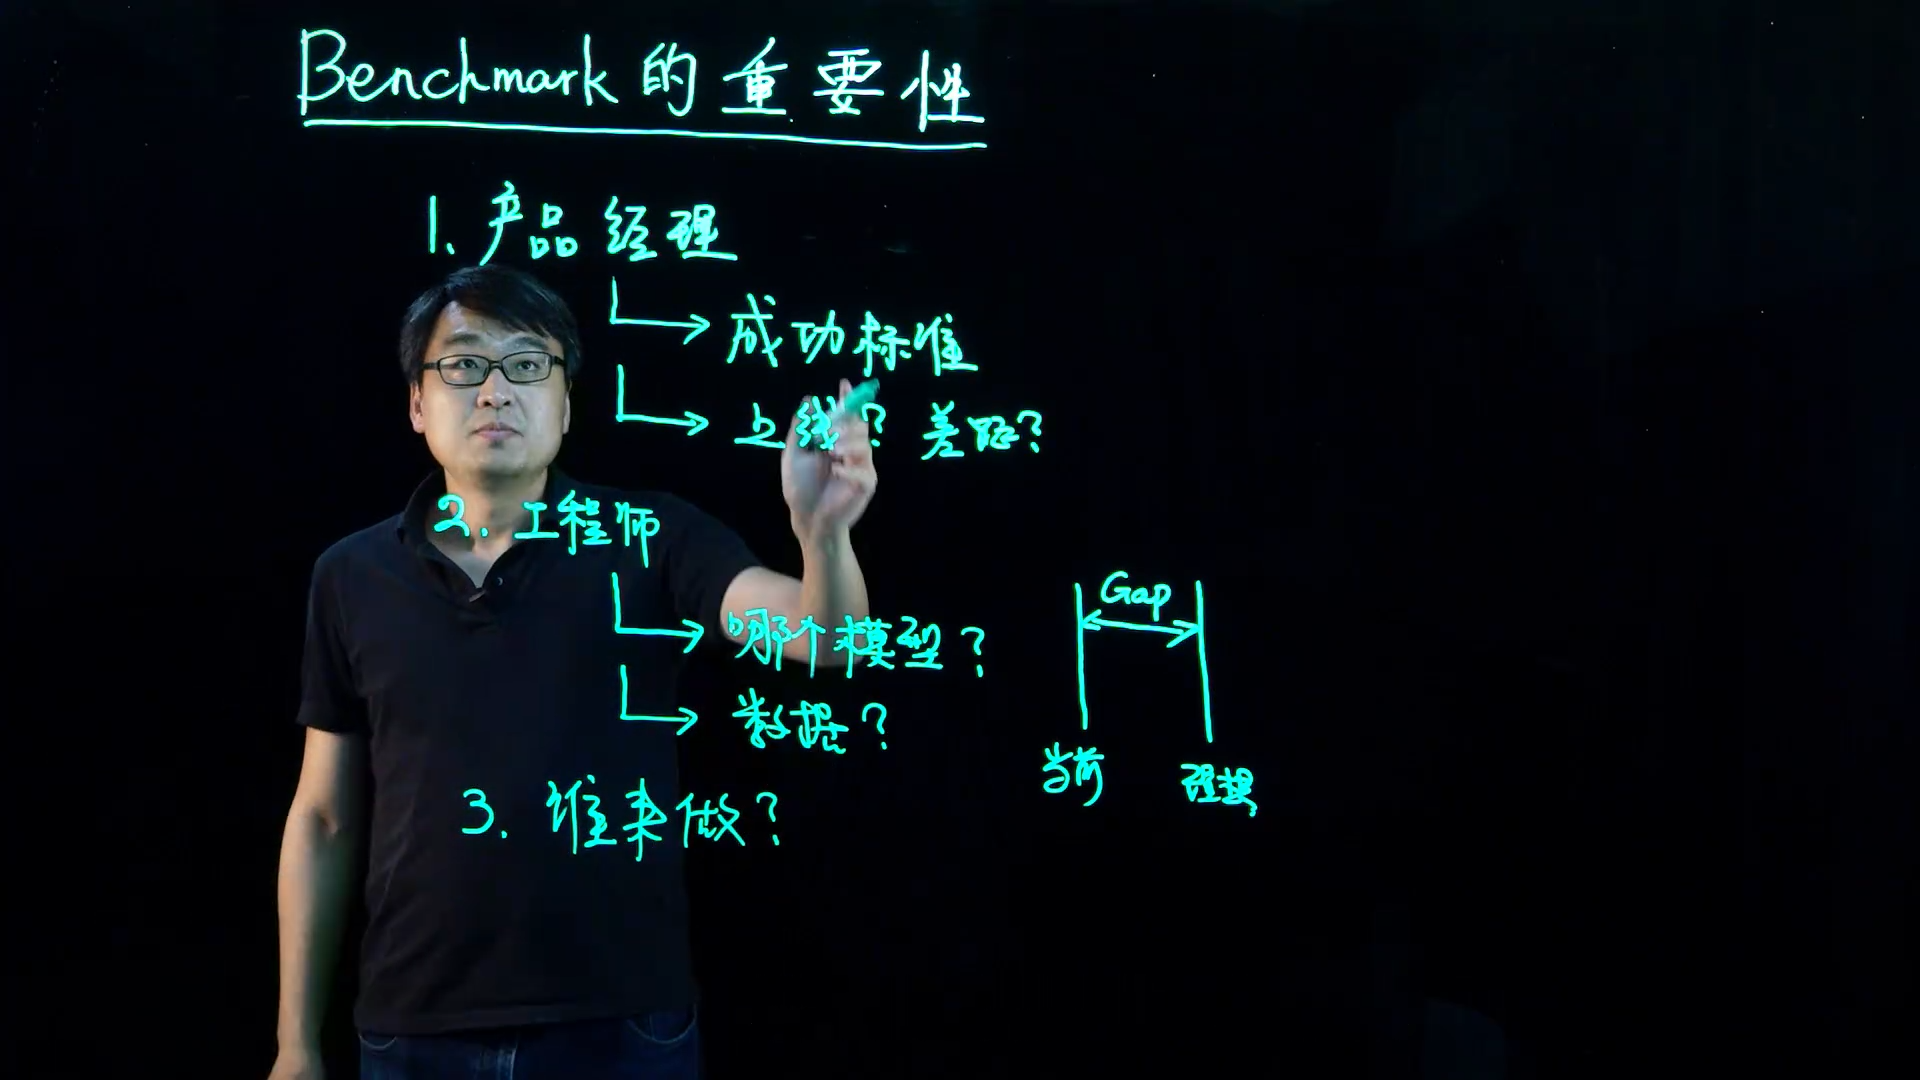 Benchmark的重要性
1. 产品经理
成功标准
上线? 差距?
2. 工程师
哪个模型?
数据?
3. 谁来做?
Gap
当前 理想